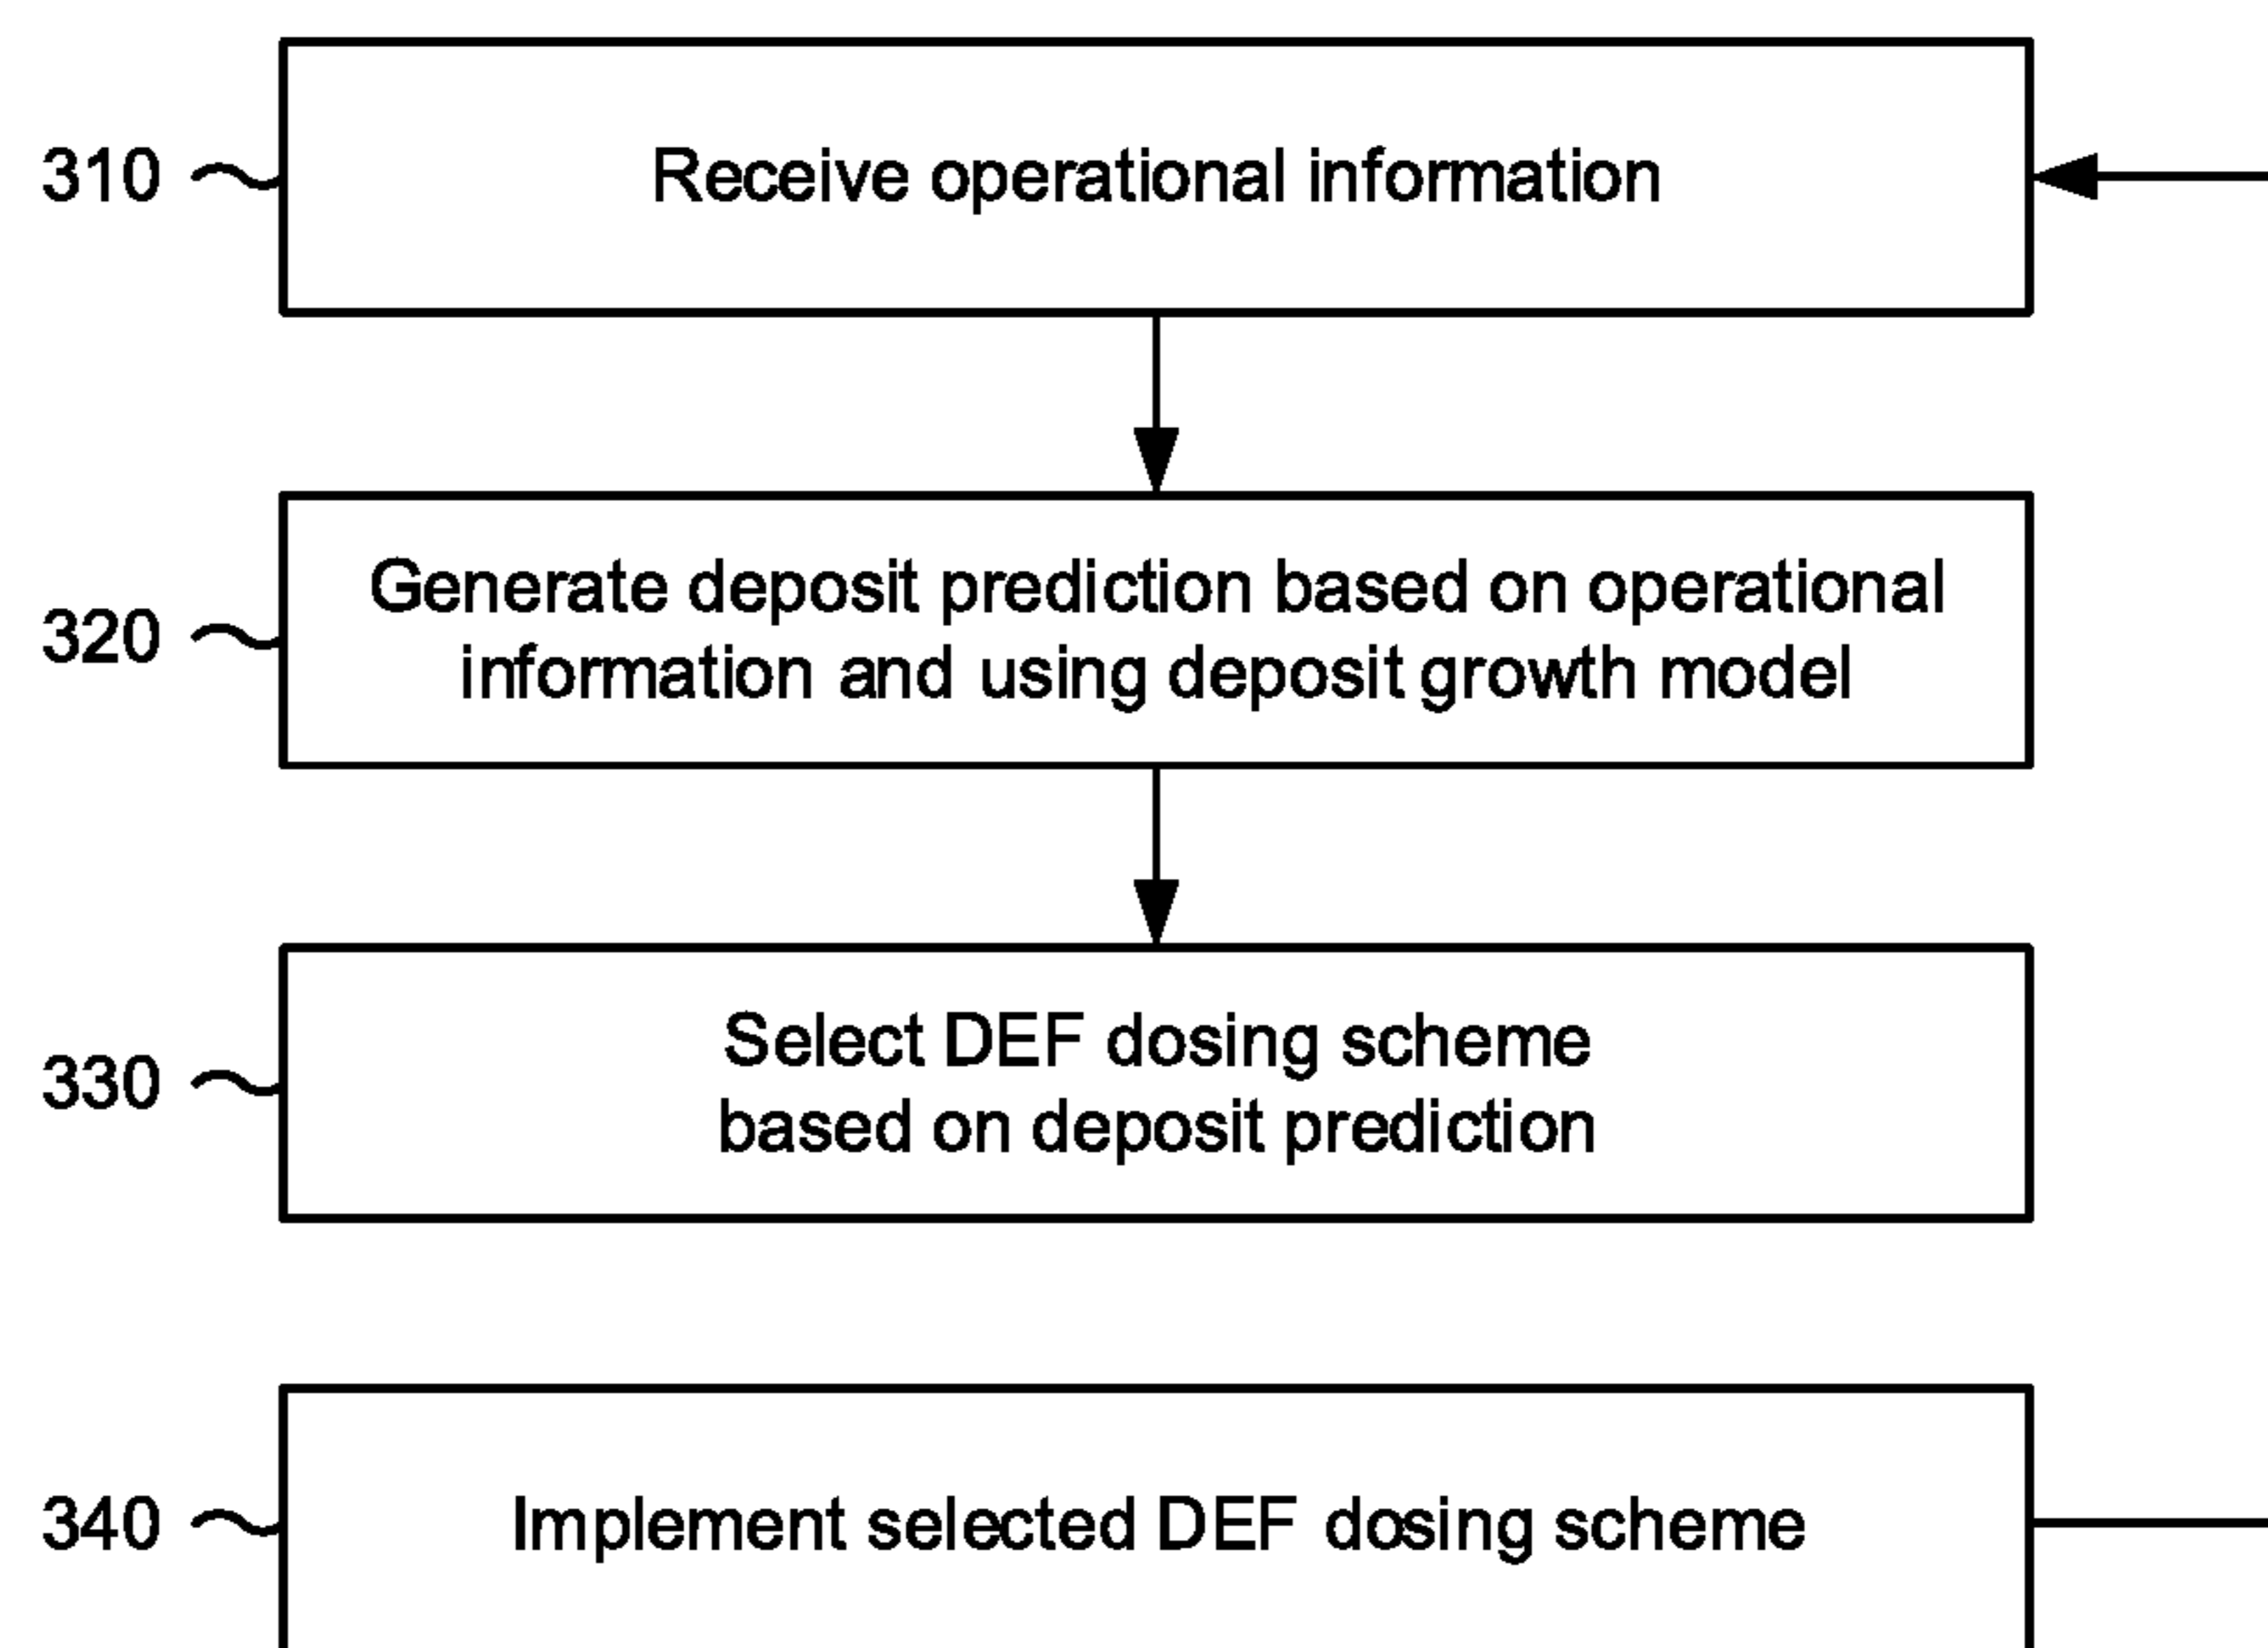 310
Receive operational information
320
Generate deposit prediction based on operational
information and using deposit growth model
330
Select DEF dosing scheme
based on deposit prediction
340
Implement selected DEF dosing scheme